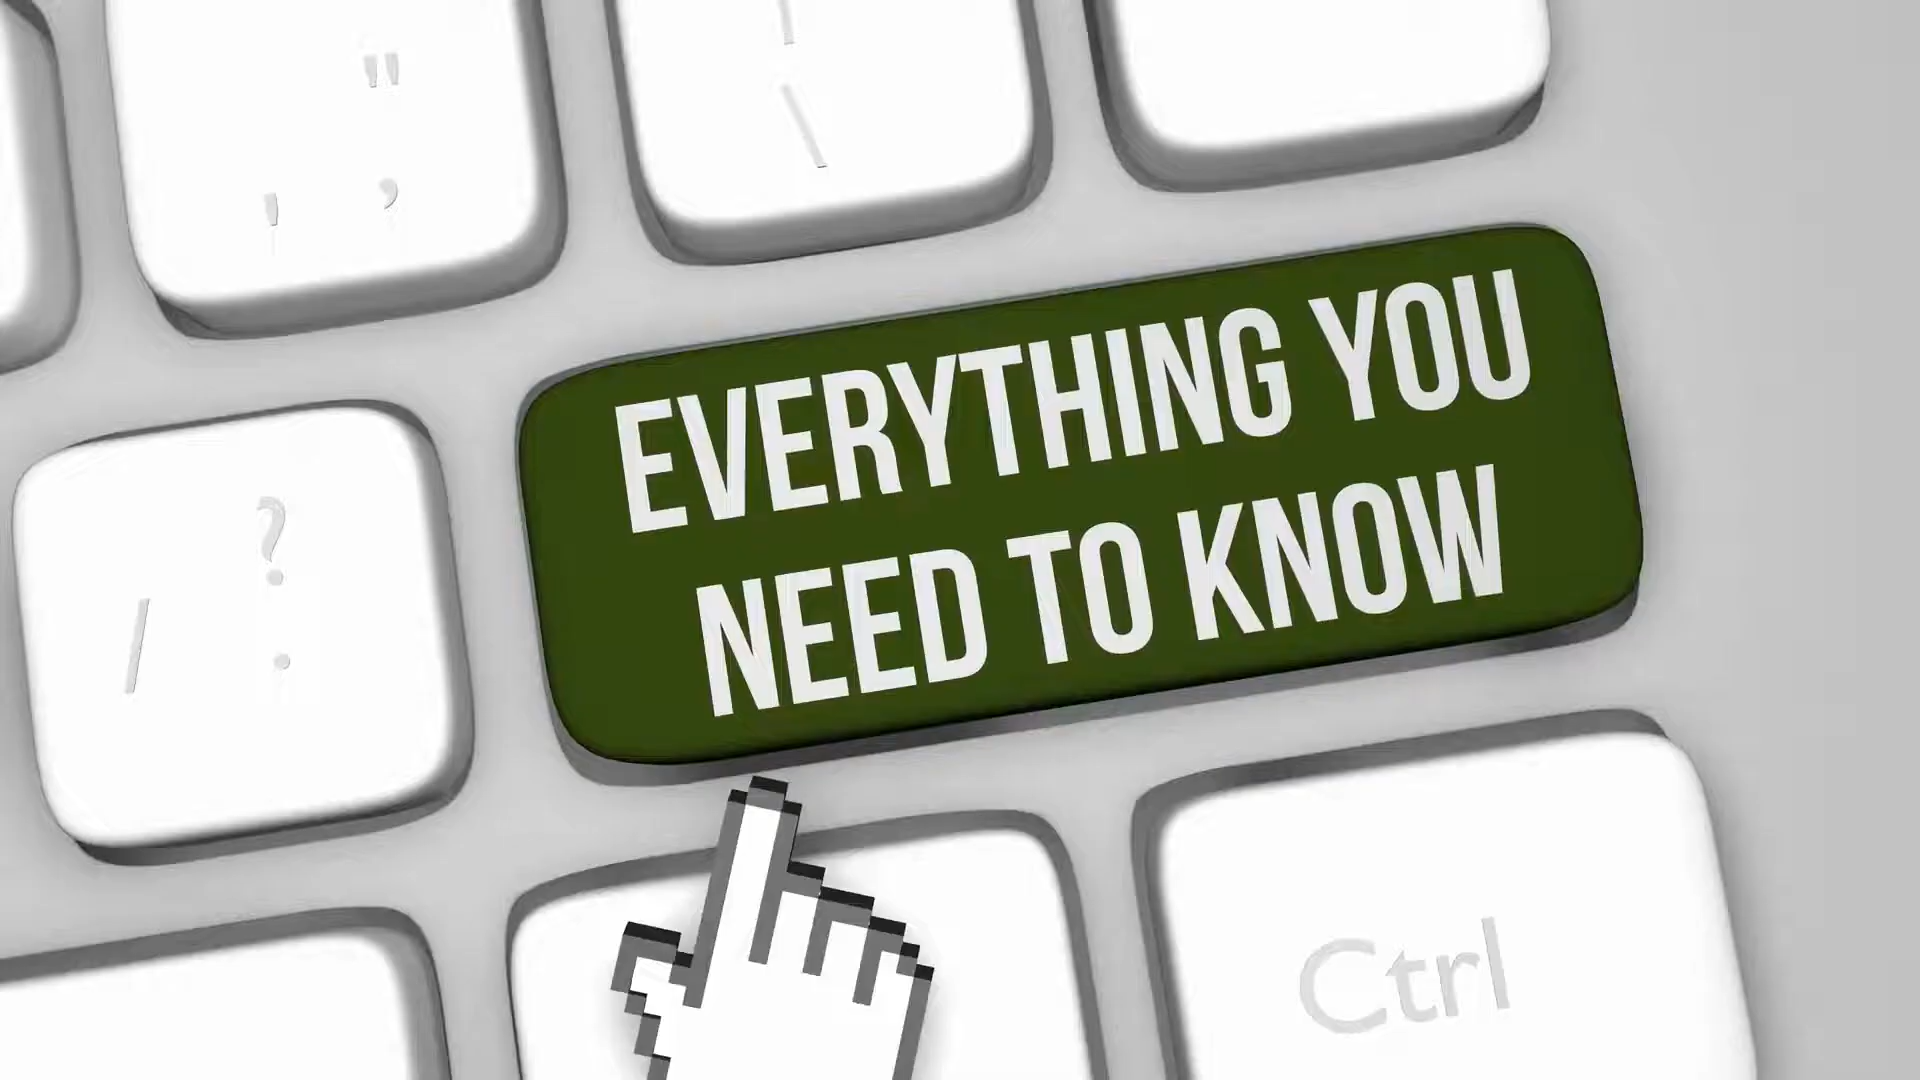 "
' ,
|
\
EVERYTHING YOU
NEED TO KNOW
?
/ .
Ctrl